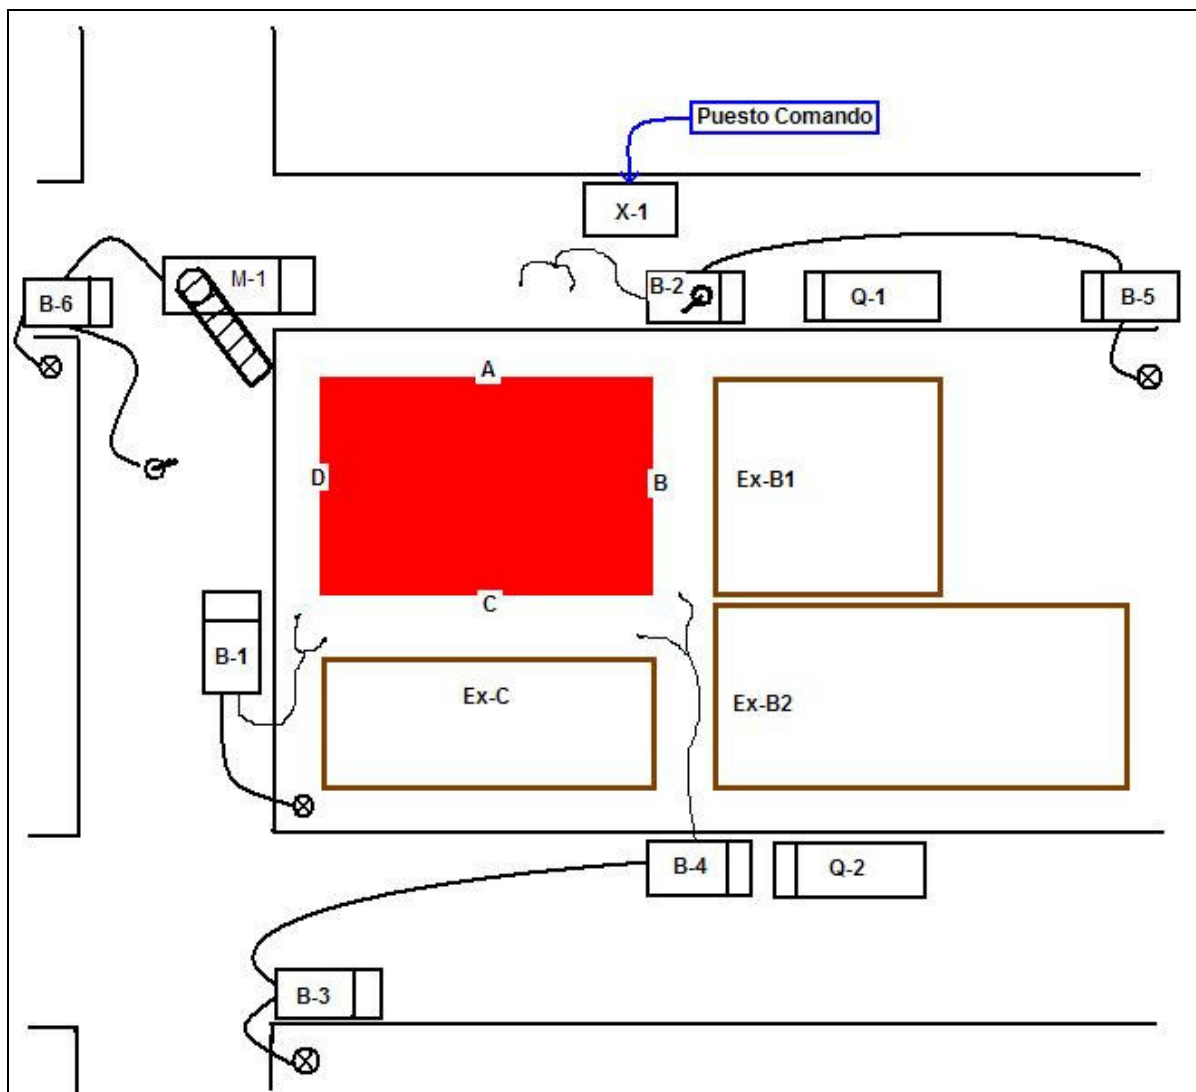 Puesto Comando
X-1
M-1
B-2
Q-1
B-5
B-6
A
D
B
Ex-B1
C
B-1
Ex-C
Ex-B2
B-4
Q-2
B-3